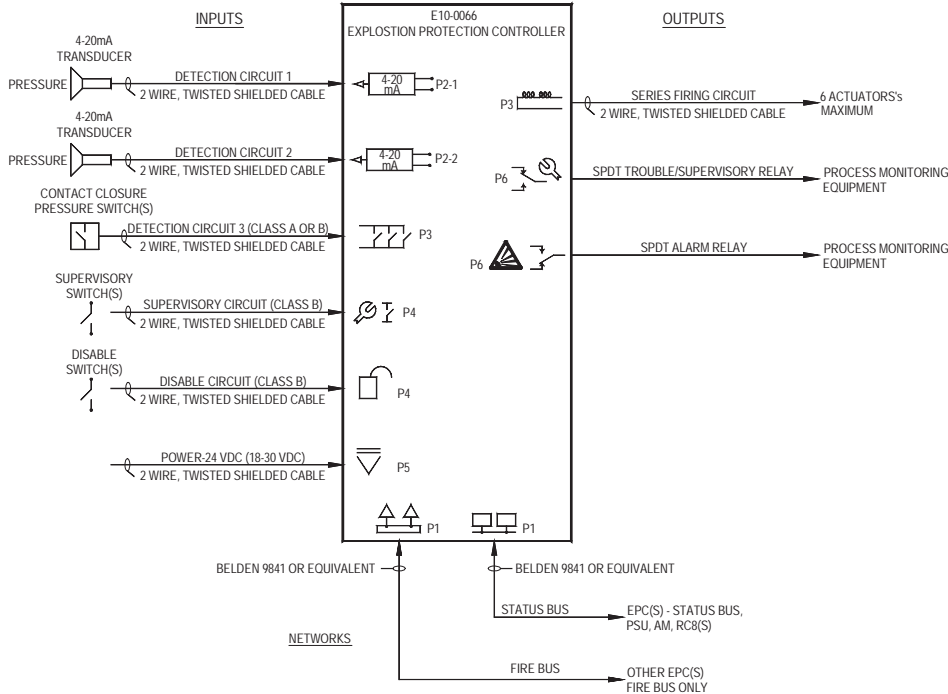 INPUTS
E10-0066
EXPLOSTION PROTECTION CONTROLLER
OUTPUTS
4-20mA
TRANSDUCER
PRESSURE
DETECTION CIRCUIT 1
2 WIRE, TWISTED SHIELDED CABLE
4-20
mA
P2-1
4-20mA
TRANSDUCER
PRESSURE
DETECTION CIRCUIT 2
2 WIRE, TWISTED SHIELDED CABLE
4-20
mA
P2-2
CONTACT CLOSURE
PRESSURE SWITCH(S)
DETECTION CIRCUIT 3 (CLASS A OR B)
2 WIRE, TWISTED SHIELDED CABLE
P3
SUPERVISORY
SWITCH(S)
SUPERVISORY CIRCUIT (CLASS B)
2 WIRE, TWISTED SHIELDED CABLE
P4
DISABLE
SWITCH(S)
DISABLE CIRCUIT (CLASS B)
2 WIRE, TWISTED SHIELDED CABLE
P4
POWER-24 VDC (18-30 VDC)
2 WIRE, TWISTED SHIELDED CABLE
P5
P3
SERIES FIRING CIRCUIT
2 WIRE, TWISTED SHIELDED CABLE
6 ACTUATORS's
MAXIMUM
P6
SPDT TROUBLE/SUPERVISORY RELAY
PROCESS MONITORING
EQUIPMENT
P6
SPDT ALARM RELAY
PROCESS MONITORING
EQUIPMENT
P1
P1
BELDEN 9841 OR EQUIVALENT
BELDEN 9841 OR EQUIVALENT
STATUS BUS
EPC(S) - STATUS BUS,
PSU, AM, RC8(S)
NETWORKS
FIRE BUS
OTHER EPC(S)
FIRE BUS ONLY